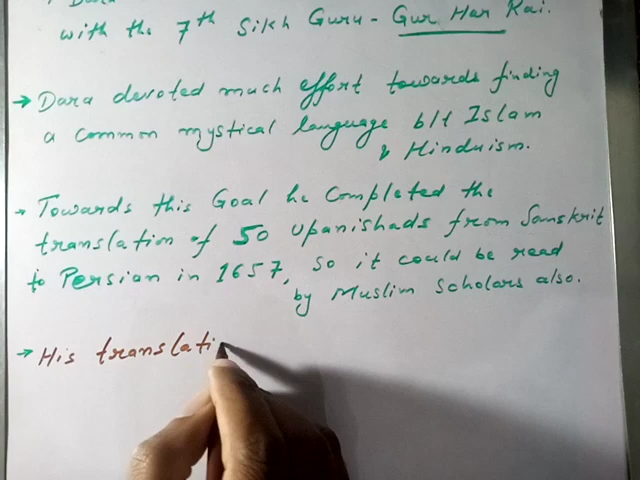 with the 7th Sikh Guru - Gur Har Rai.
→ Dara devoted much effort towards finding
a common mystical language b/t Islam
& Hinduism.
→ Towards this Goal he completed the
translation of 50 Upanishads from Sanskrit
to Persian in 1657, so it could be read
by Muslim Scholars also.
→ His translati